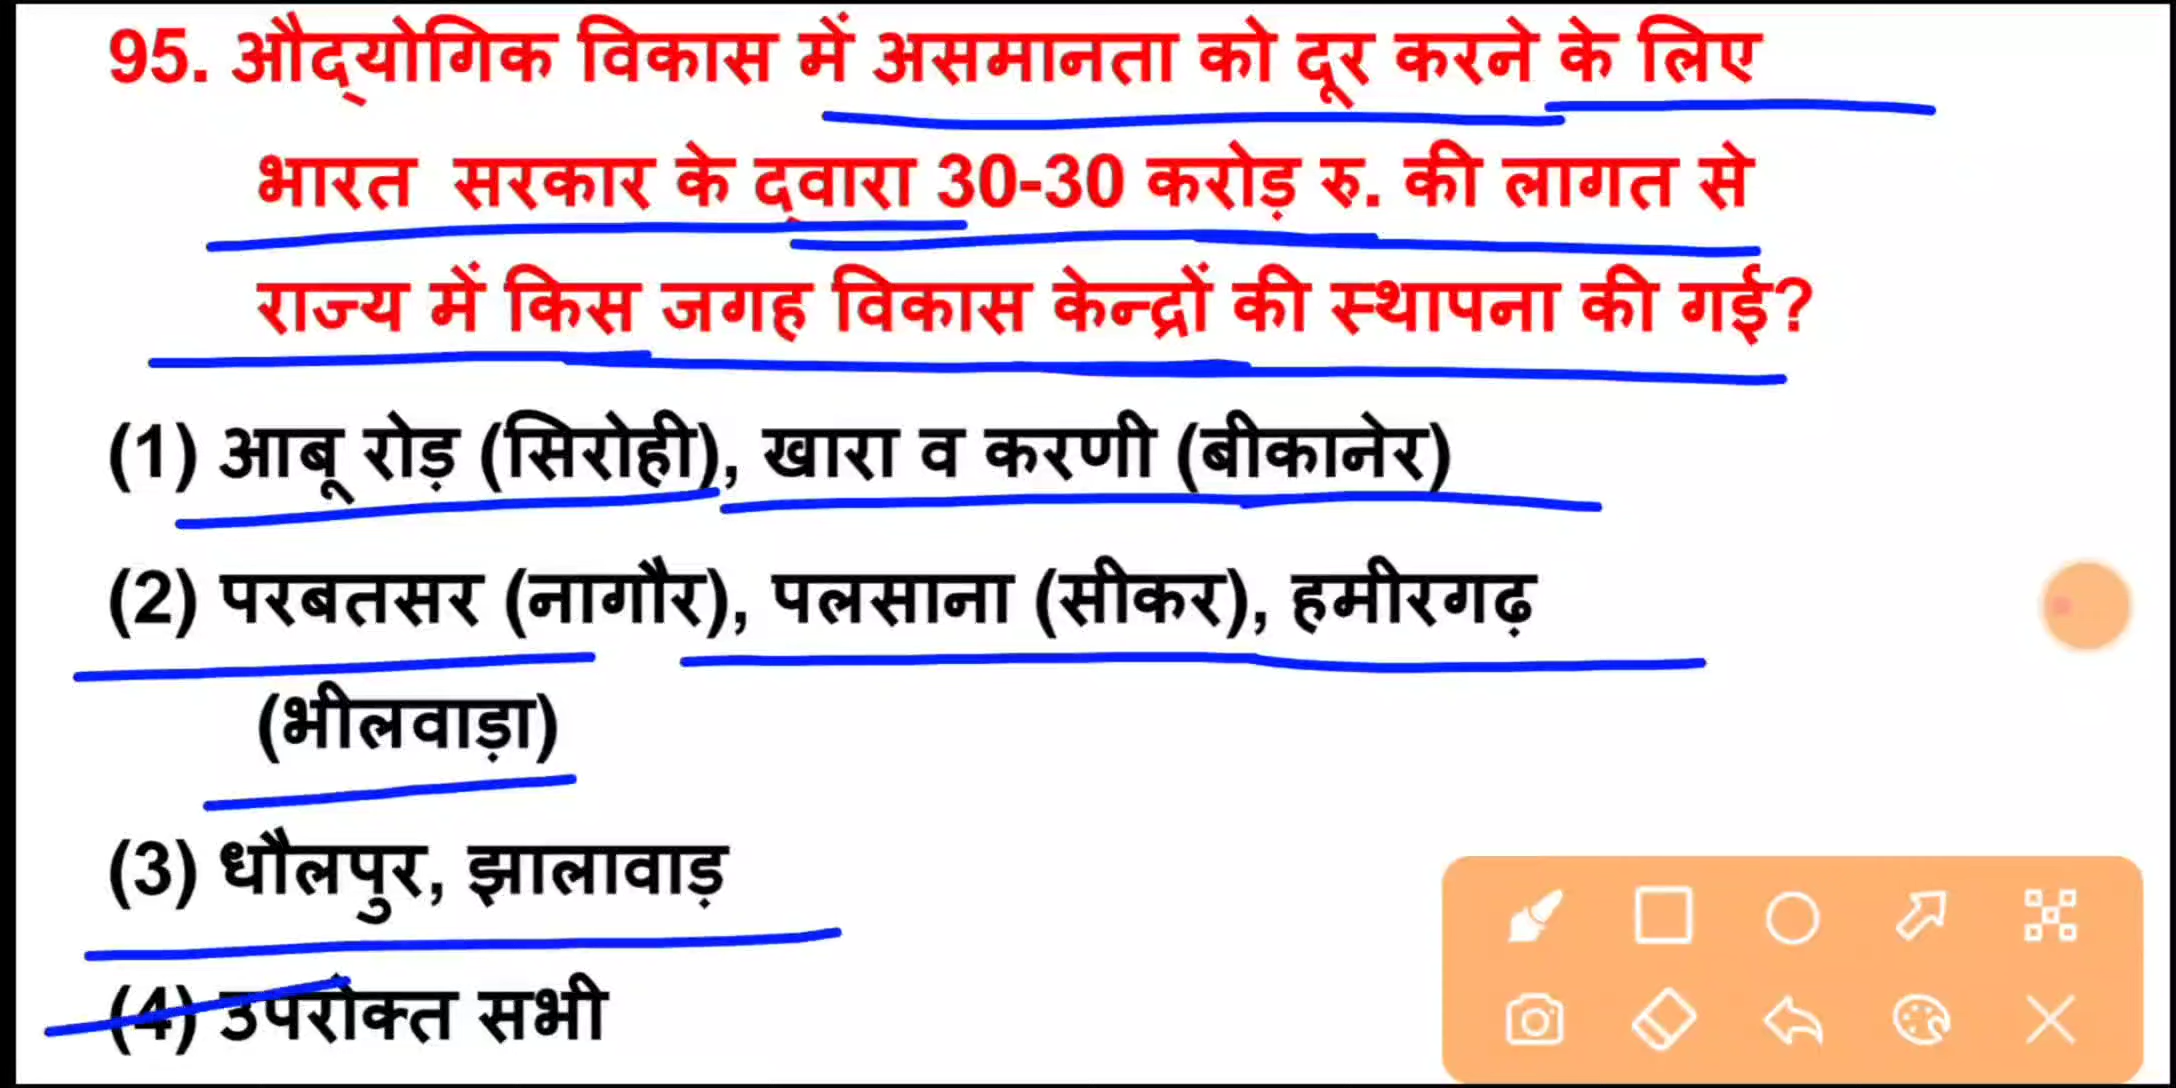 95. औद्योगिक विकास में असमानता को दूर करने के लिए
भारत सरकार के द्वारा 30-30 करोड़ रु. की लागत से
राज्य में किस जगह विकास केन्द्रों की स्थापना की गई?
(1) आबू रोड़ (सिरोही), खारा व करणी (बीकानेर)
(2) परबतसर (नागौर), पलसाना (सीकर), हमीरगढ़
(भीलवाड़ा)
(3) धौलपुर, झालावाड़
(4) उपरोक्त सभी